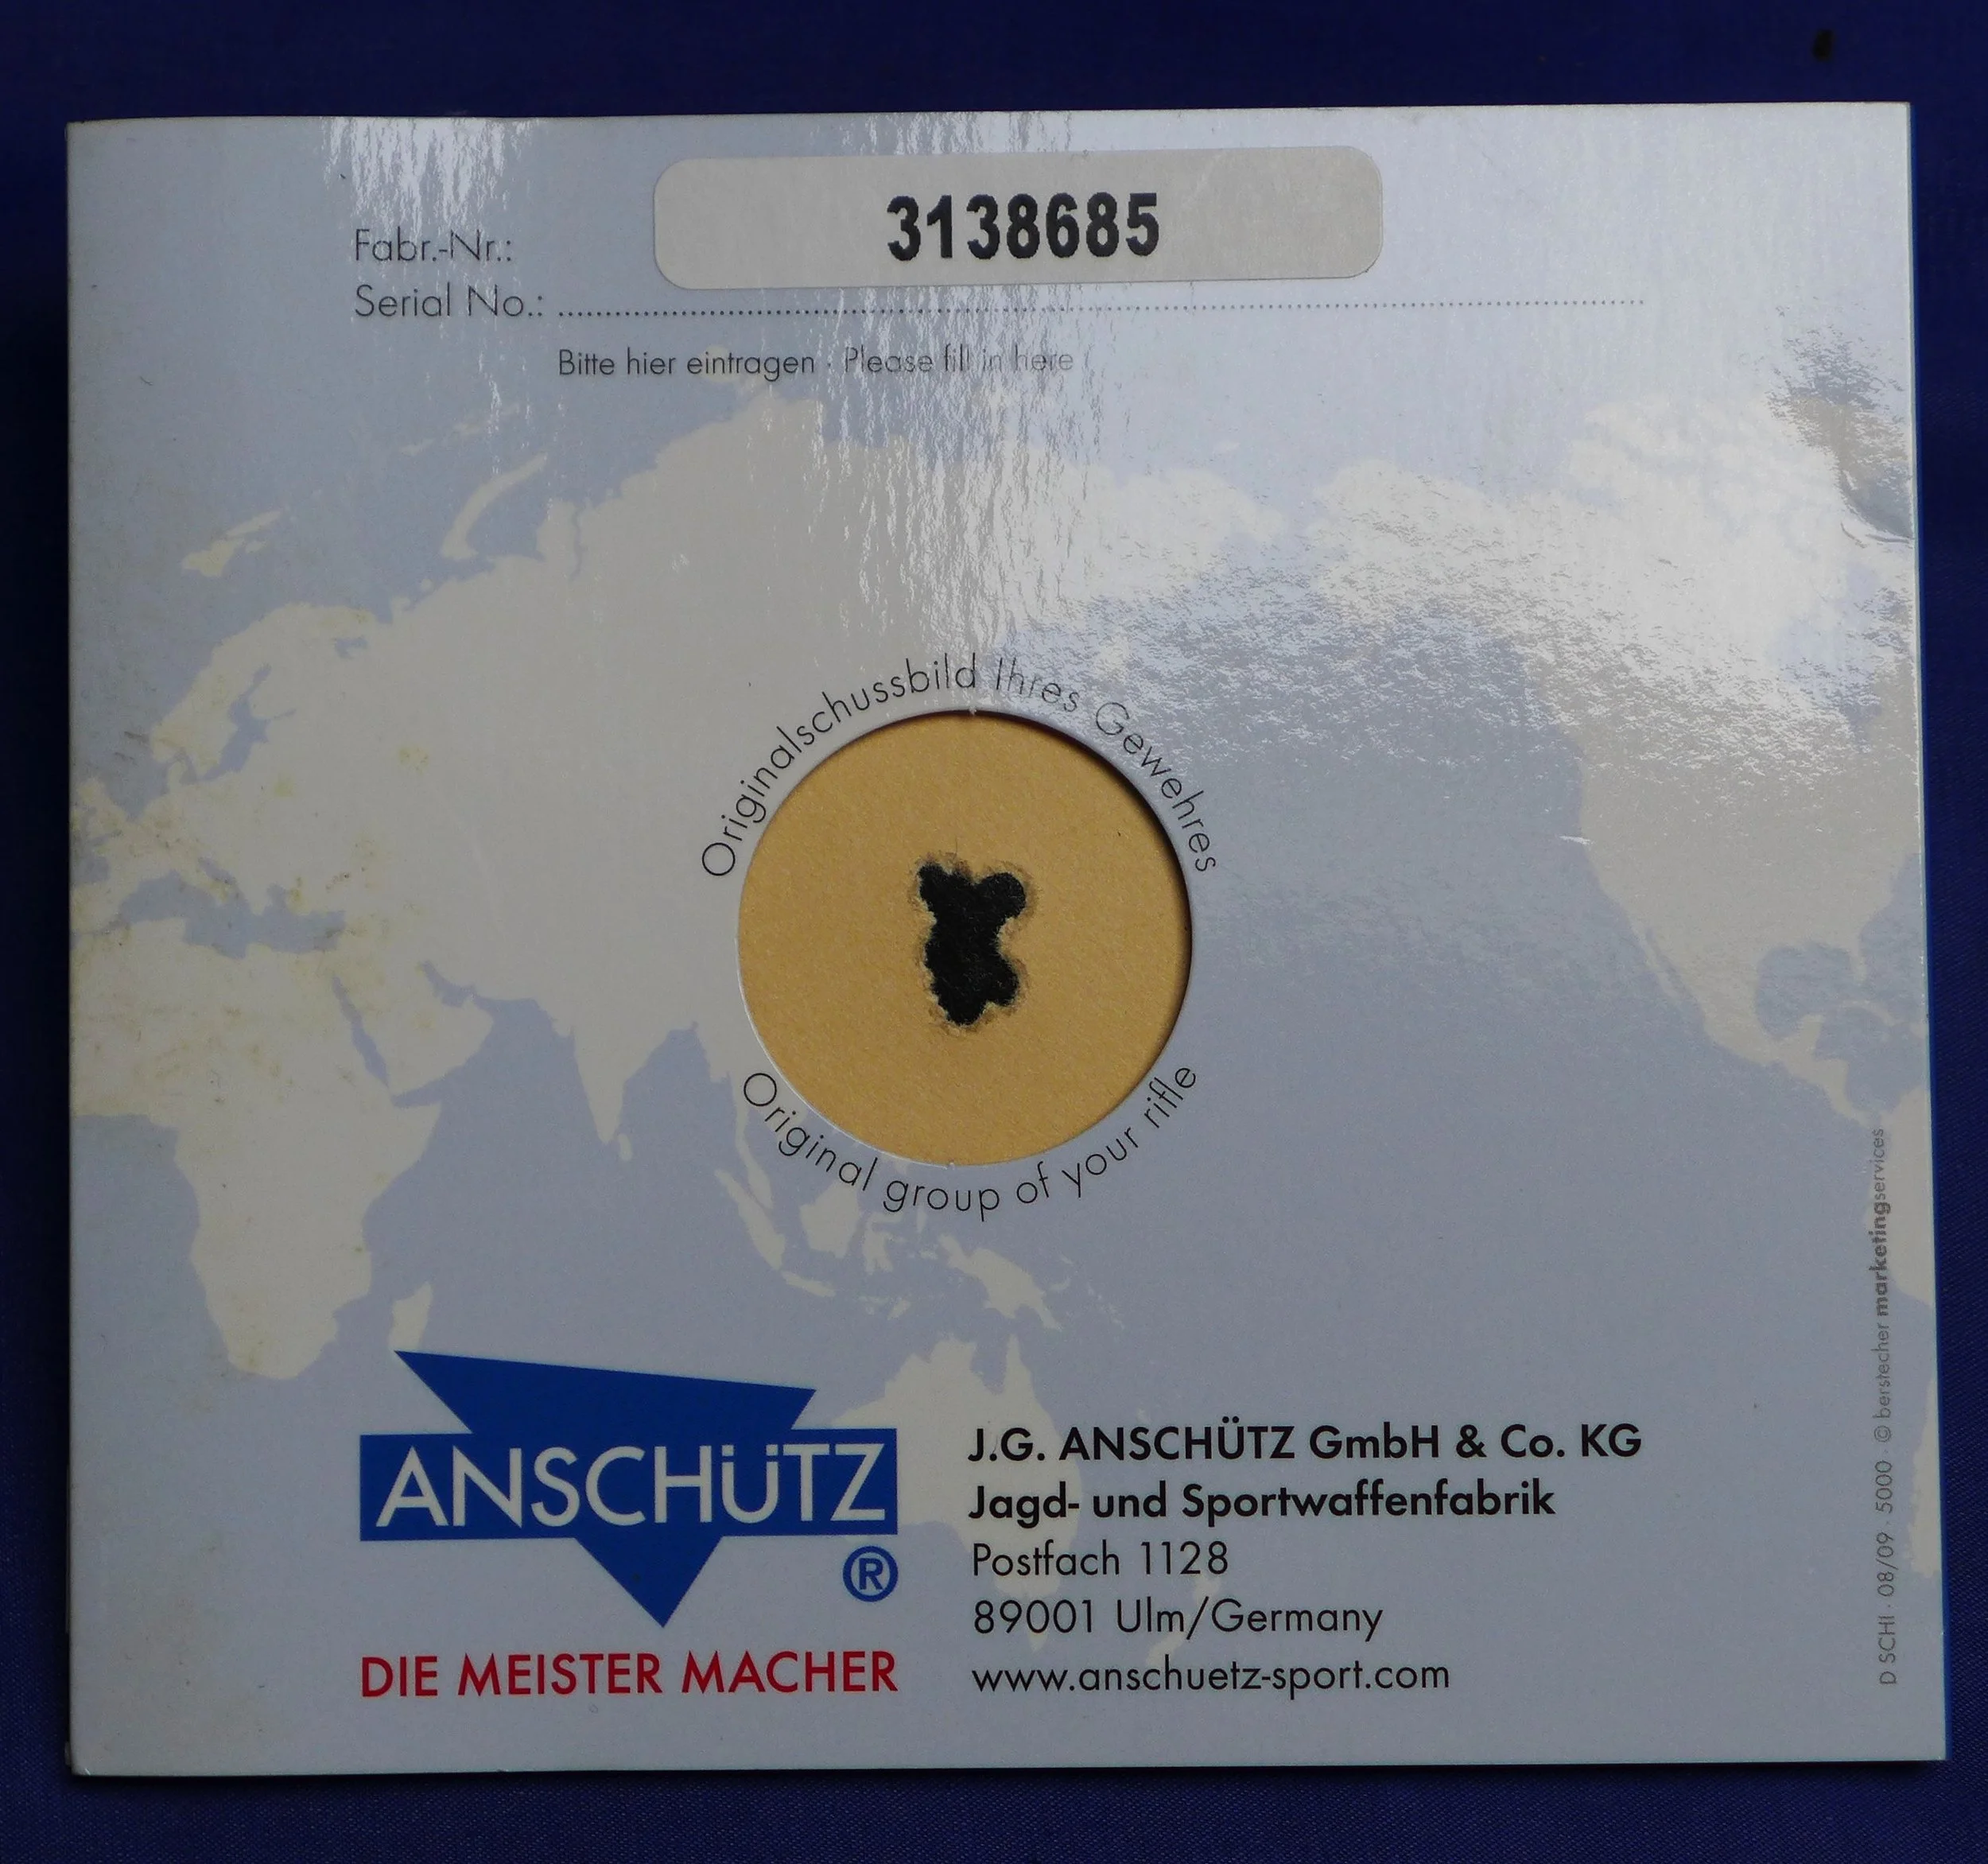 3138685
Fabr.-Nr.:
Serial No.: ........................................................................
Bitte hier eintragen · Please fill in here
Originalschussbild Ihres Gewehres
Original group of your rifle
ANSCHÜTZ
®
DIE MEISTER MACHER
J.G. ANSCHÜTZ GmbH & Co. KG
Jagd- und Sportwaffenfabrik
Postfach 1128
89001 Ulm/Germany
www.anschuetz-sport.com
D SCHI · 08/09 · 5000 · © berstecher marketingservices